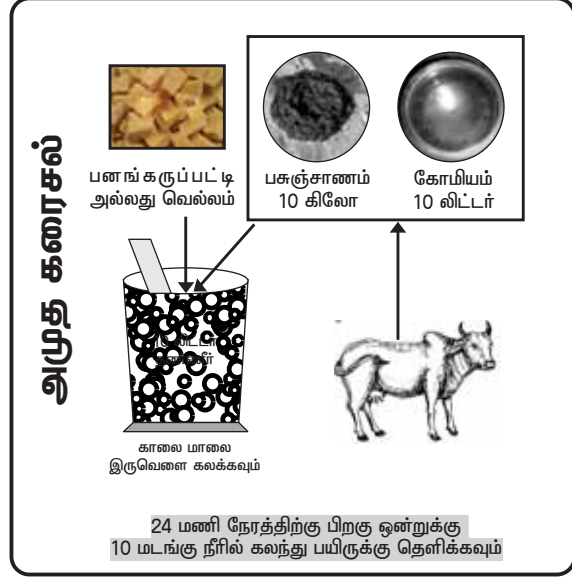 அமுத கரைசல்
பனங்கருப்பட்டி
அல்லது வெல்லம்
பசுஞ்சாணம்
10 கிலோ
கோமியம்
10 லிட்டர்
காலை மாலை
இருவெளை கலக்கவும்
24 மணி நேரத்திற்கு பிறகு ஒன்றுக்கு
10 மடங்கு நீரில் கலந்து பயிருக்கு தெளிக்கவும்